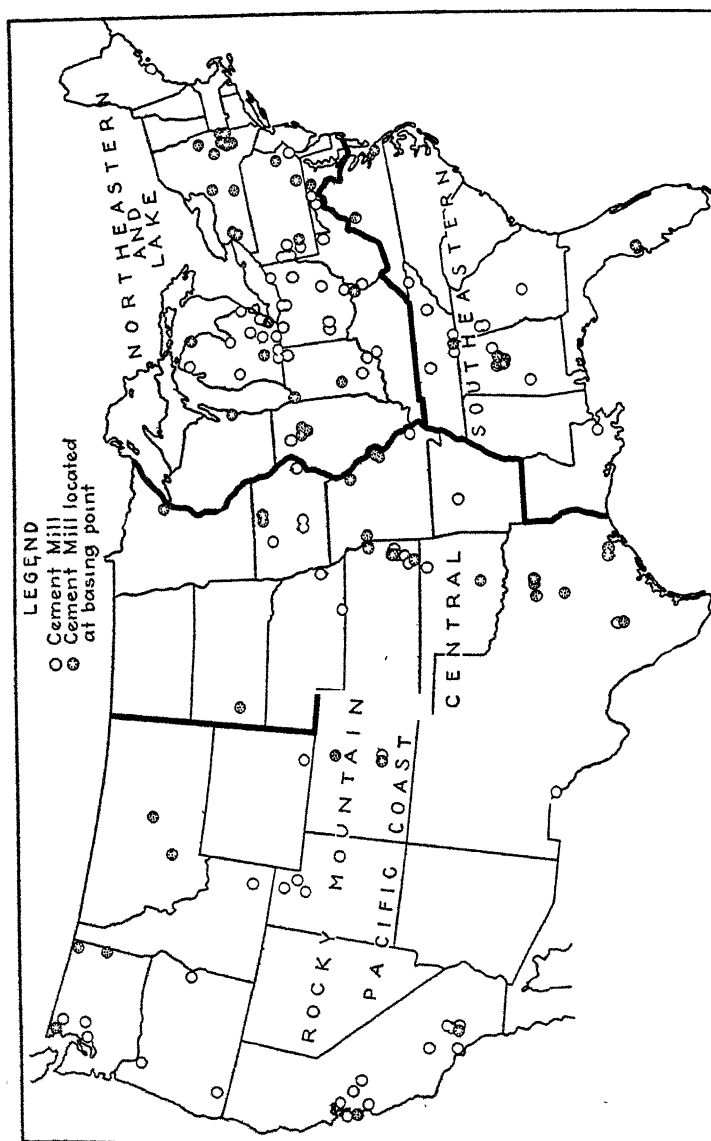 NORTHEASTERN
AND
LAKE
LEGEND
Cement Mill
Cement Mill located
at basing point
SOUTHEASTERN
CENTRAL
ROCKY MOUNTAIN
PACIFIC COAST